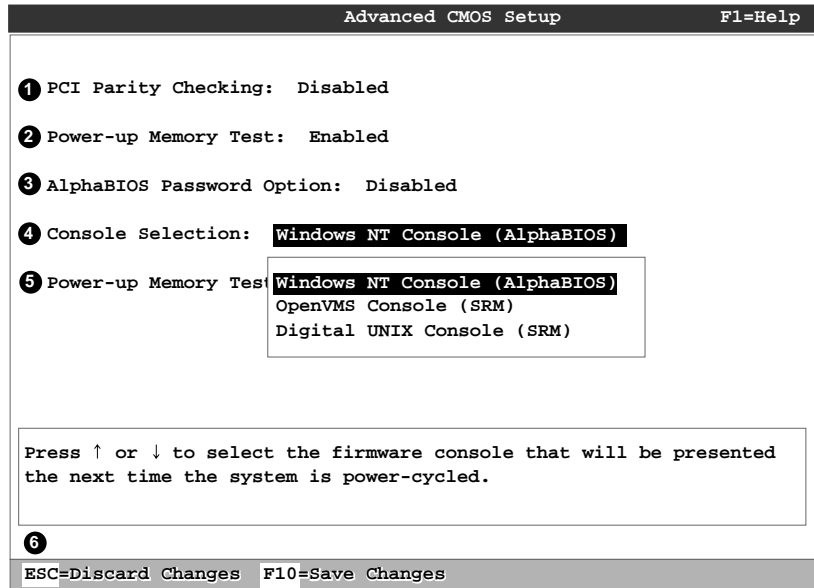 Advanced CMOS Setup F1=Help
1 PCI Parity Checking: Disabled
2 Power-up Memory Test: Enabled
3 AlphaBIOS Password Option: Disabled
4 Console Selection: Windows NT Console (AlphaBIOS)
5 Power-up Memory Test Windows NT Console (AlphaBIOS)
OpenVMS Console (SRM)
Digital UNIX Console (SRM)
Press ↑ or ↓ to select the firmware console that will be presented
the next time the system is power-cycled.
6
ESC=Discard Changes F10=Save Changes